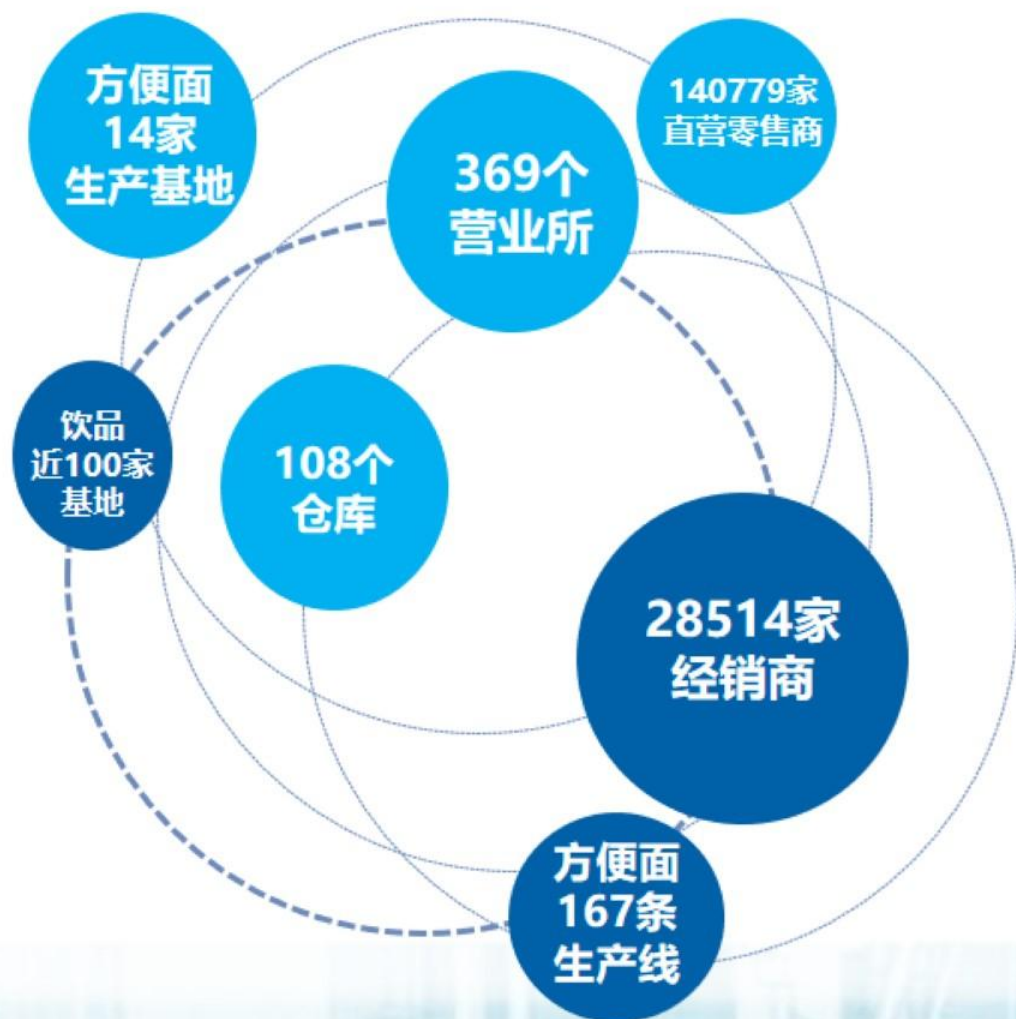 方便面
14家
生产基地
369个
营业所
140779家
直营零售商
饮品
近100家
基地
108个
仓库
28514家
经销商
方便面
167条
生产线